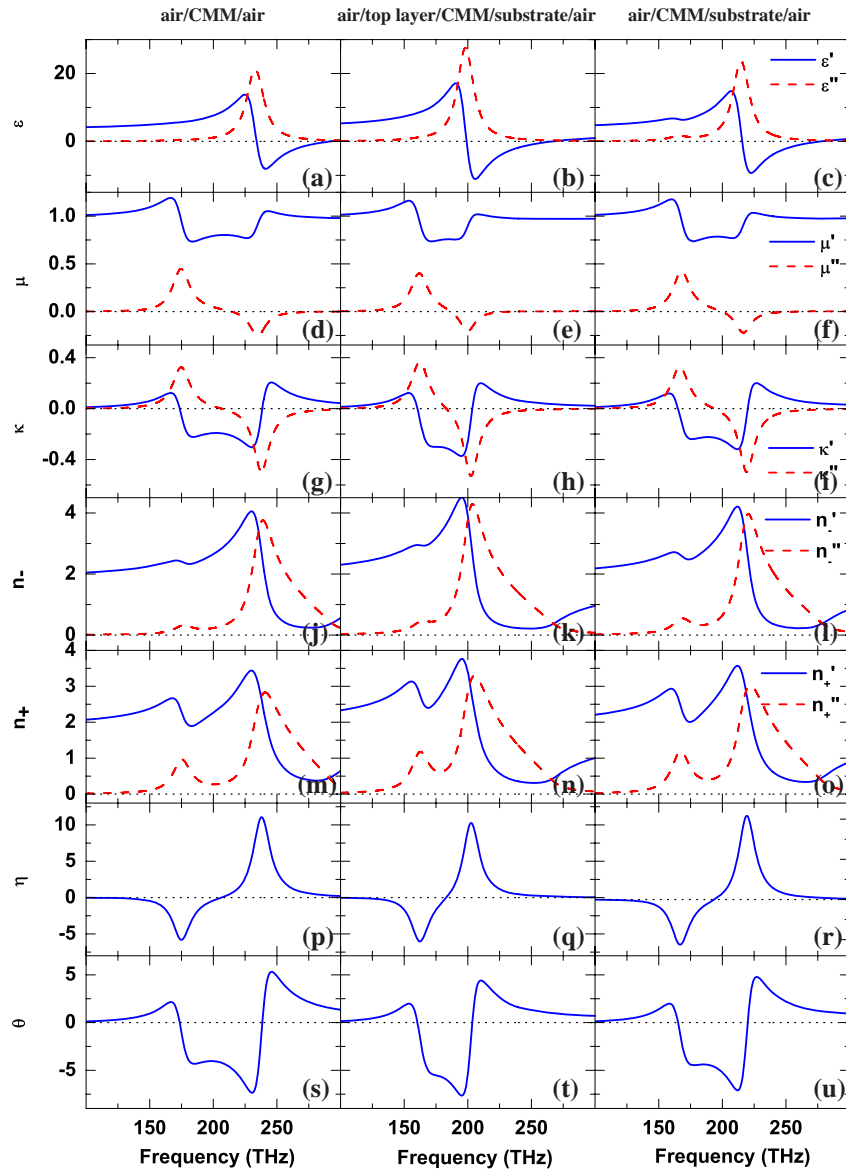 air/CMM/air air/top layer/CMM/substrate/air air/CMM/substrate/air
ε
20
0
ε'
ε''
(a) (b) (c)
μ
1.0
0.5
0.0
μ'
μ''
(d) (e) (f)
κ
0.4
0.0
-0.4
κ'
κ''
(g) (h) (i)
n-
4
2
0
n-'
n-''
(j) (k) (l)
n+
4
3
2
1
0
n+'
n+''
(m) (n) (o)
η
10
5
0
-5
(p) (q) (r)
θ
5
0
-5
(s) (t) (u)
150 200 250 150 200 250 150 200 250
Frequency (THz) Frequency (THz) Frequency (THz)